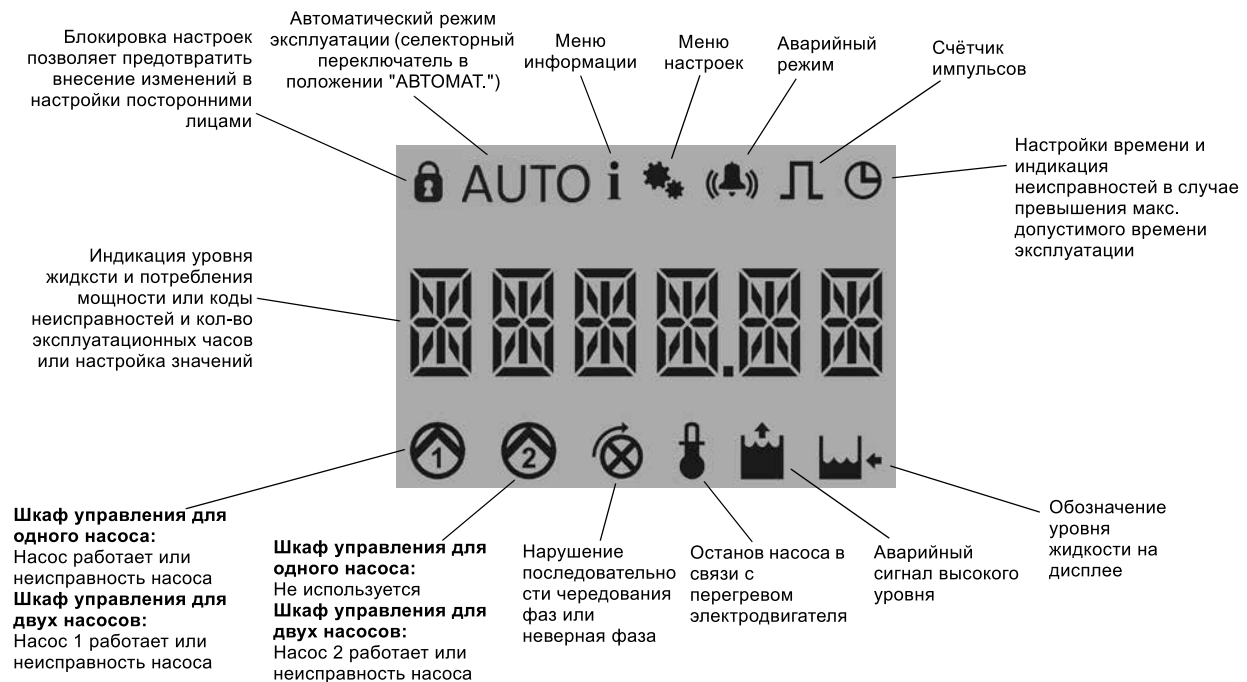 Блокировка настроек
позволяет предотвратить
внесение изменений в
настройки посторонними
лицами
Автоматический режим
эксплуатации (селекторный
переключатель в
положении "АВТОМАТ.")
Меню
информации
Меню
настроек
Аварийный
режим
Счётчик
импульсов
Настройки времени и
индикация
неисправностей в случае
превышения макс.
допустимого времени
эксплуатации
AUTO i
Индикация уровня
жидксти и потребления
мощности или коды
неисправностей и кол-во
эксплуатационных часов
или настройка значений
1
2
Шкаф управления для
одного насоса:
Насос работает или
неисправность насоса
Шкаф управления для
двух насосов:
Насос 1 работает или
неисправность насоса
Шкаф управления для
одного насоса:
Не используется
Шкаф управления для
двух насосов:
Насос 2 работает или
неисправность насоса
Нарушение
последовательно
сти чередования
фаз или
неверная фаза
Останов насоса в
связи с
перегревом
электродвигателя
Аварийный
сигнал высокого
уровня
Обозначение
уровня
жидкости на
дисплее